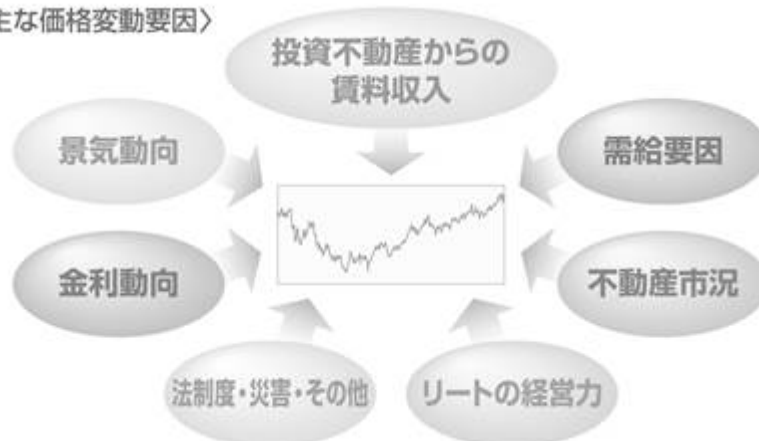 主な価格変動要因〉
投資不動産からの
賃料収入
景気動向
需給要因
金利動向
不動産市況
法制度・災害・その他
リートの経営力